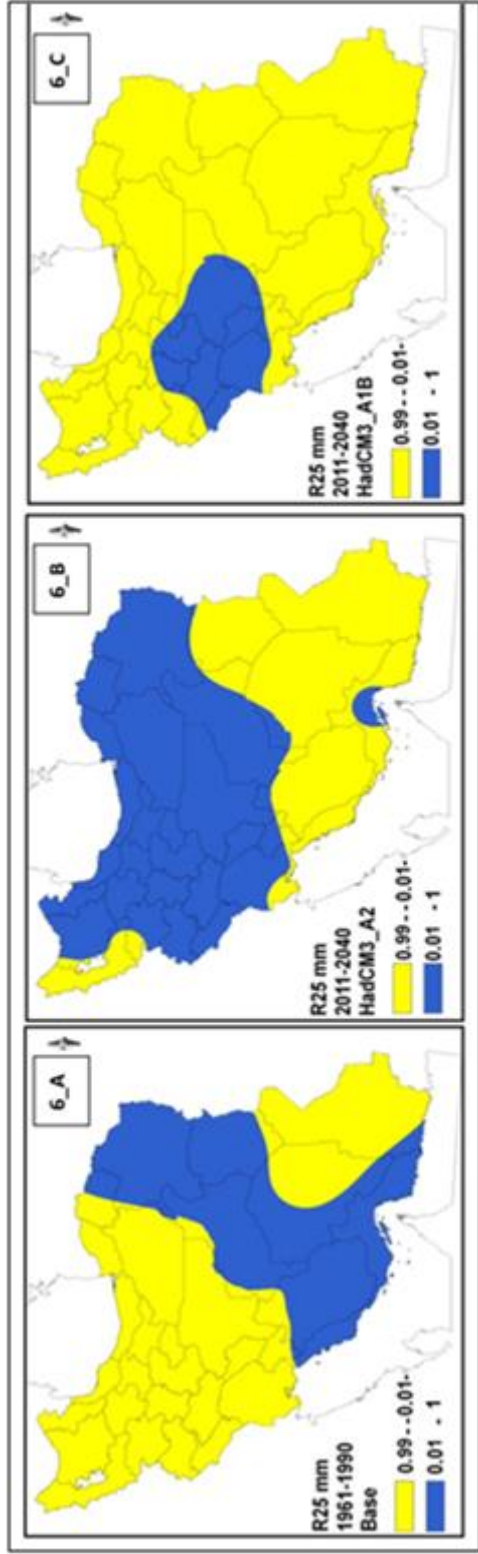 6_A
R25 mm
1961-1990
Base
0.99 - - 0.01-
0.01 - 1
6_B
R25 mm
2011-2040
HadCM3_A2
0.99 - - 0.01-
0.01 - 1
6_C
R25 mm
2011-2040
HadCM3_A1B
0.99 - - 0.01-
0.01 - 1